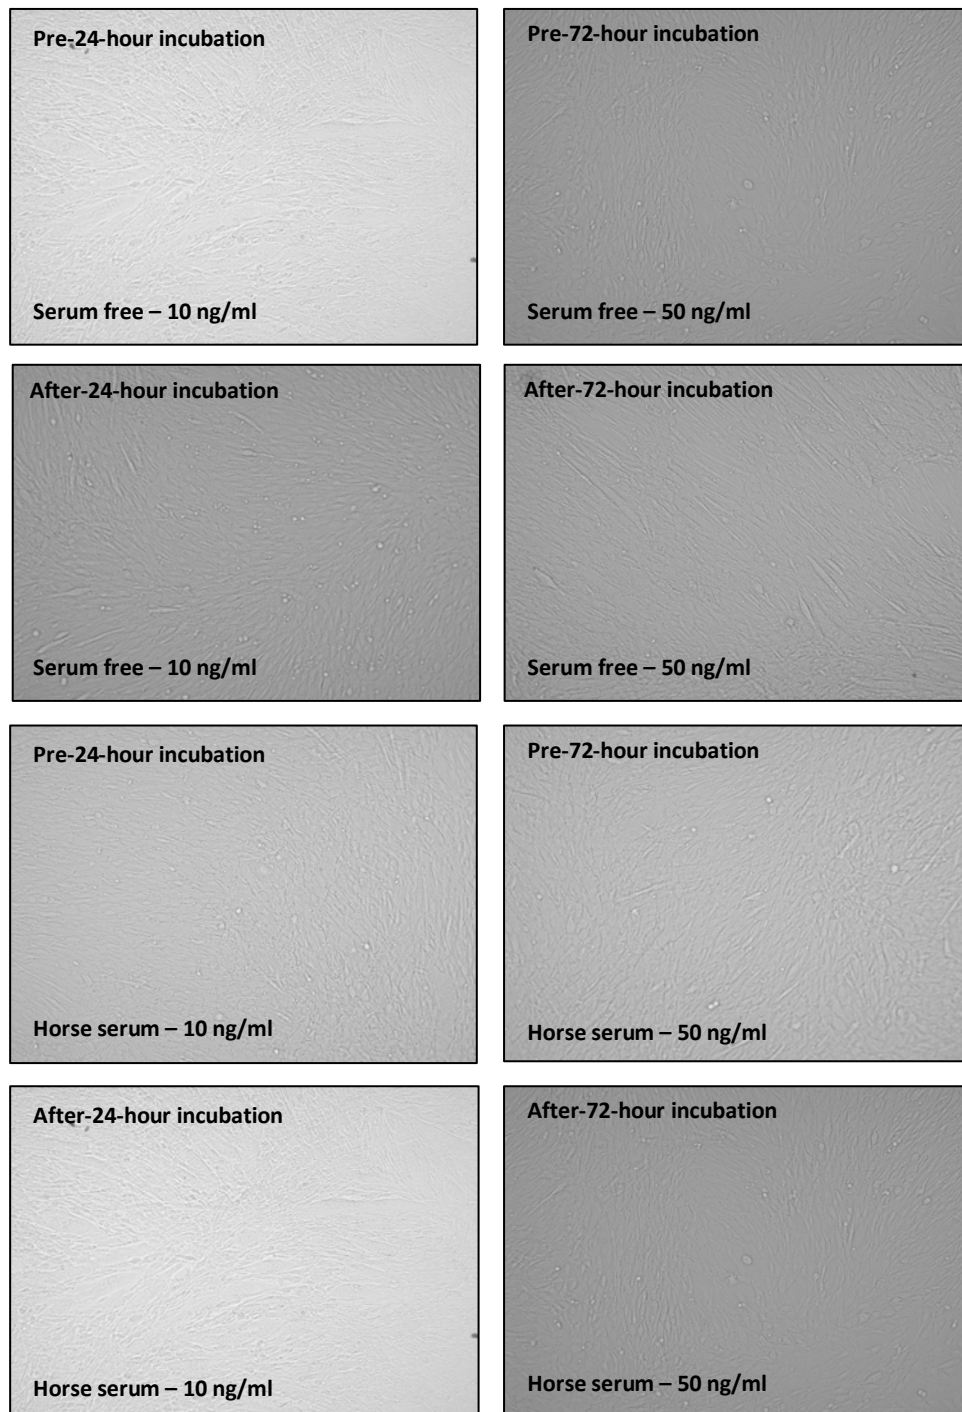 Pre-24-hour incubation
Serum free – 10 ng/ml
Pre-72-hour incubation
Serum free – 50 ng/ml
After-24-hour incubation
Serum free – 10 ng/ml
After-72-hour incubation
Serum free – 50 ng/ml
Pre-24-hour incubation
Horse serum – 10 ng/ml
Pre-72-hour incubation
Horse serum – 50 ng/ml
After-24-hour incubation
Horse serum – 10 ng/ml
After-72-hour incubation
Horse serum – 50 ng/ml